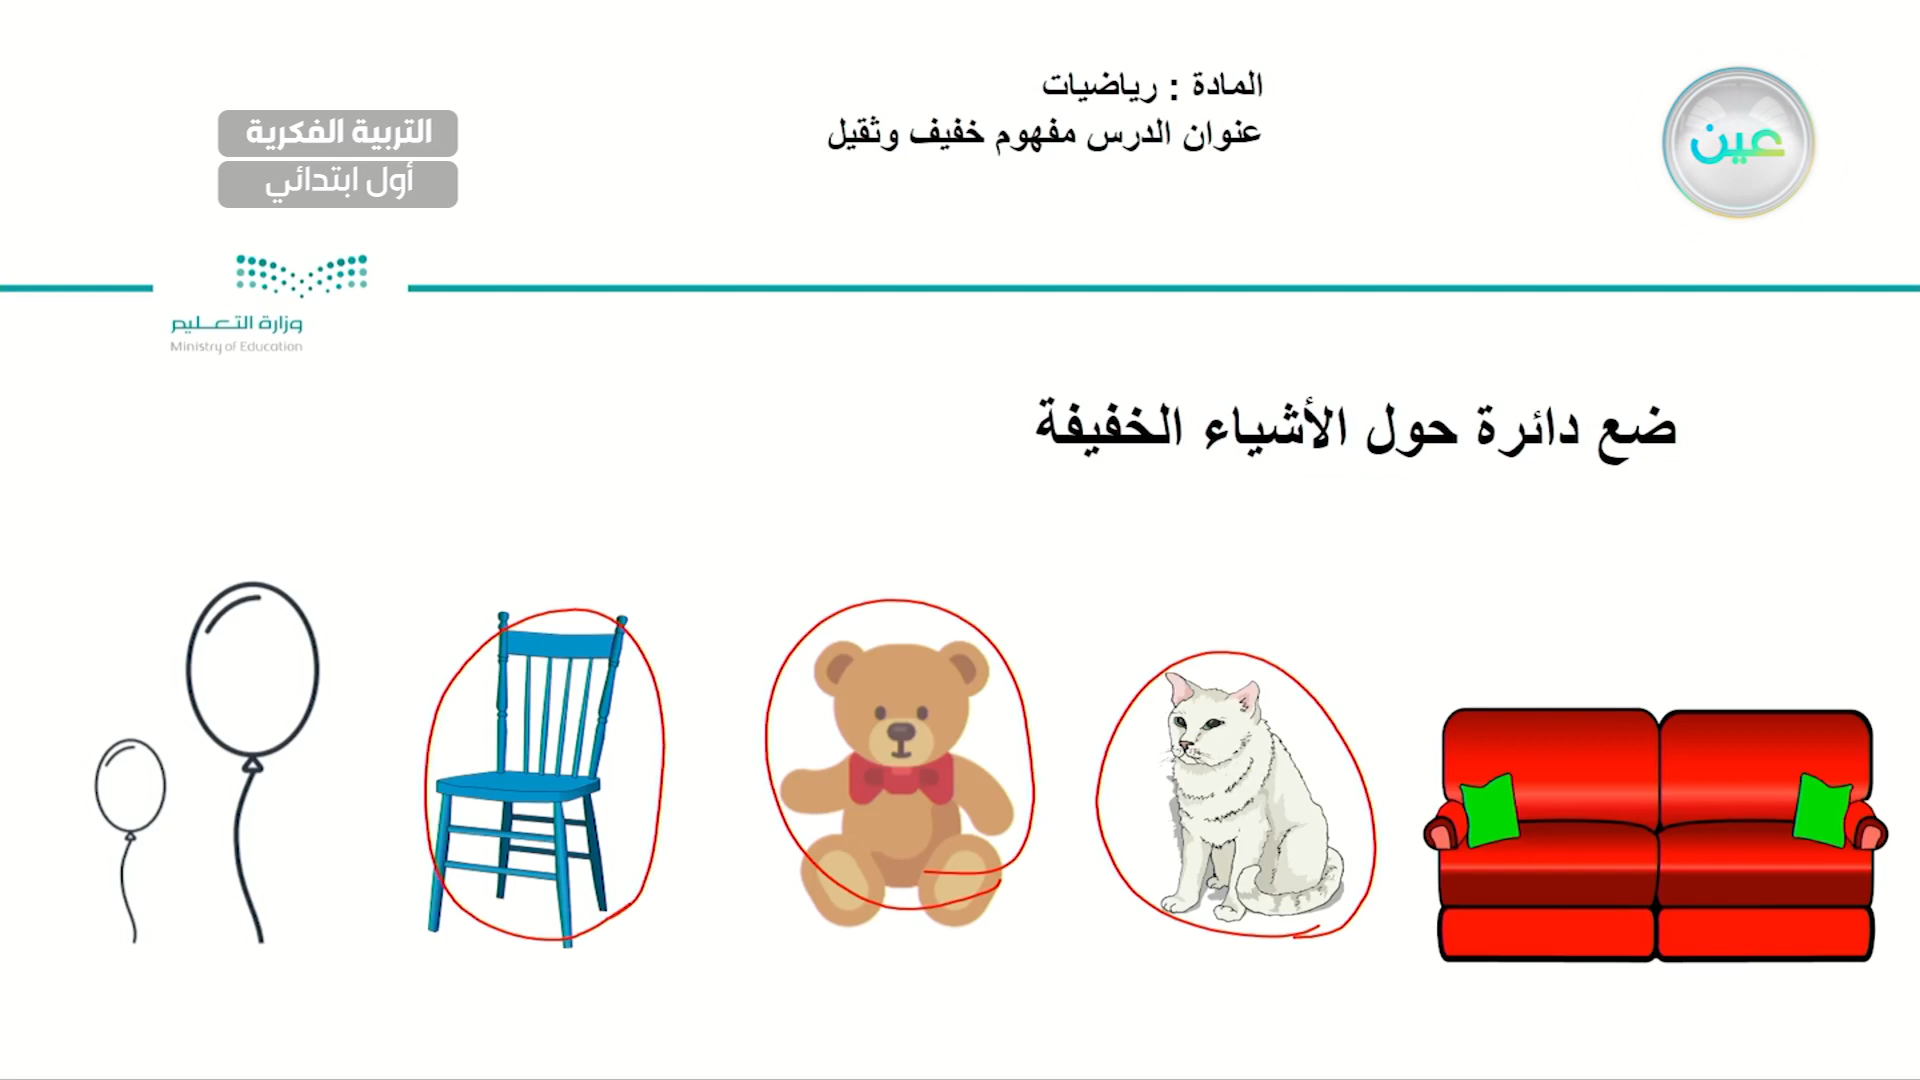 عين
المادة : رياضيات
عنوان الدرس مفهوم خفيف وثقيل
التربية الفكرية
أول ابتدائي
وزارة التعـــليم
Ministry of Education
ضع دائرة حول الأشياء الخفيفة